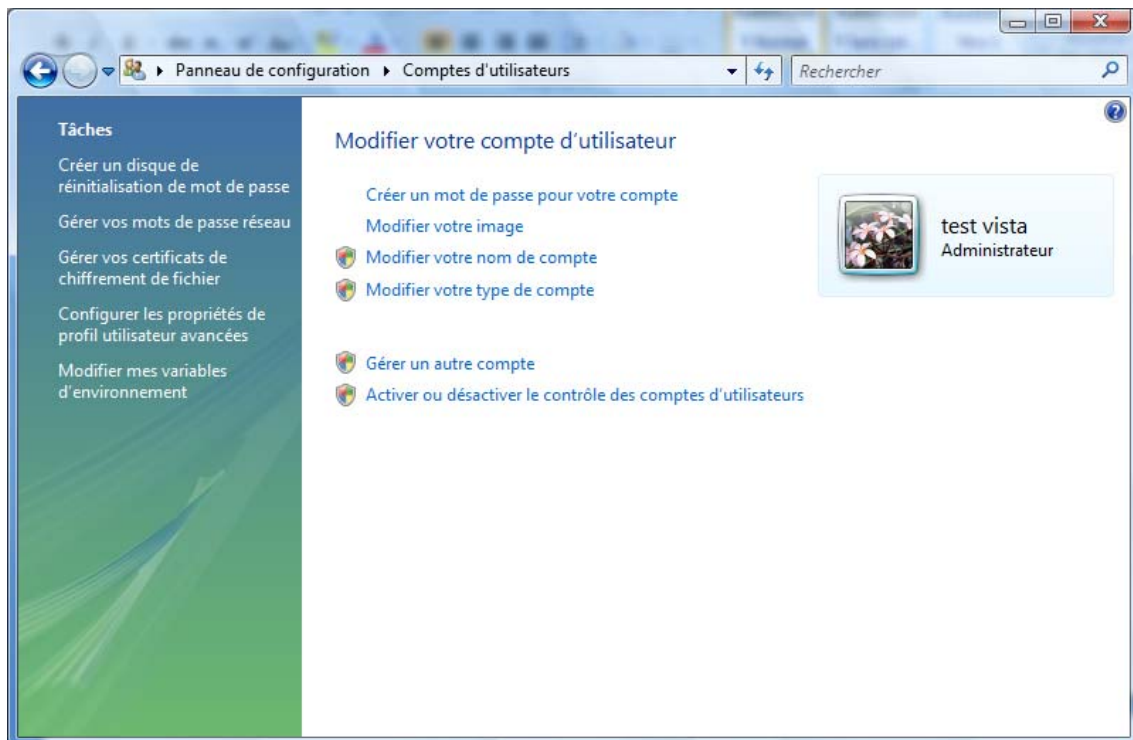 Panneau de configuration
Comptes d'utilisateurs
Rechercher
Tâches
Créer un disque de
réinitialisation de mot de passe
Gérer vos mots de passe réseau
Gérer vos certificats de
chiffrement de fichier
Configurer les propriétés de
profil utilisateur avancées
Modifier mes variables
d'environnement
Modifier votre compte d'utilisateur
Créer un mot de passe pour votre compte
Modifier votre image
Modifier votre nom de compte
Modifier votre type de compte
Gérer un autre compte
Activer ou désactiver le contrôle des comptes d'utilisateurs
test vista
Administrateur